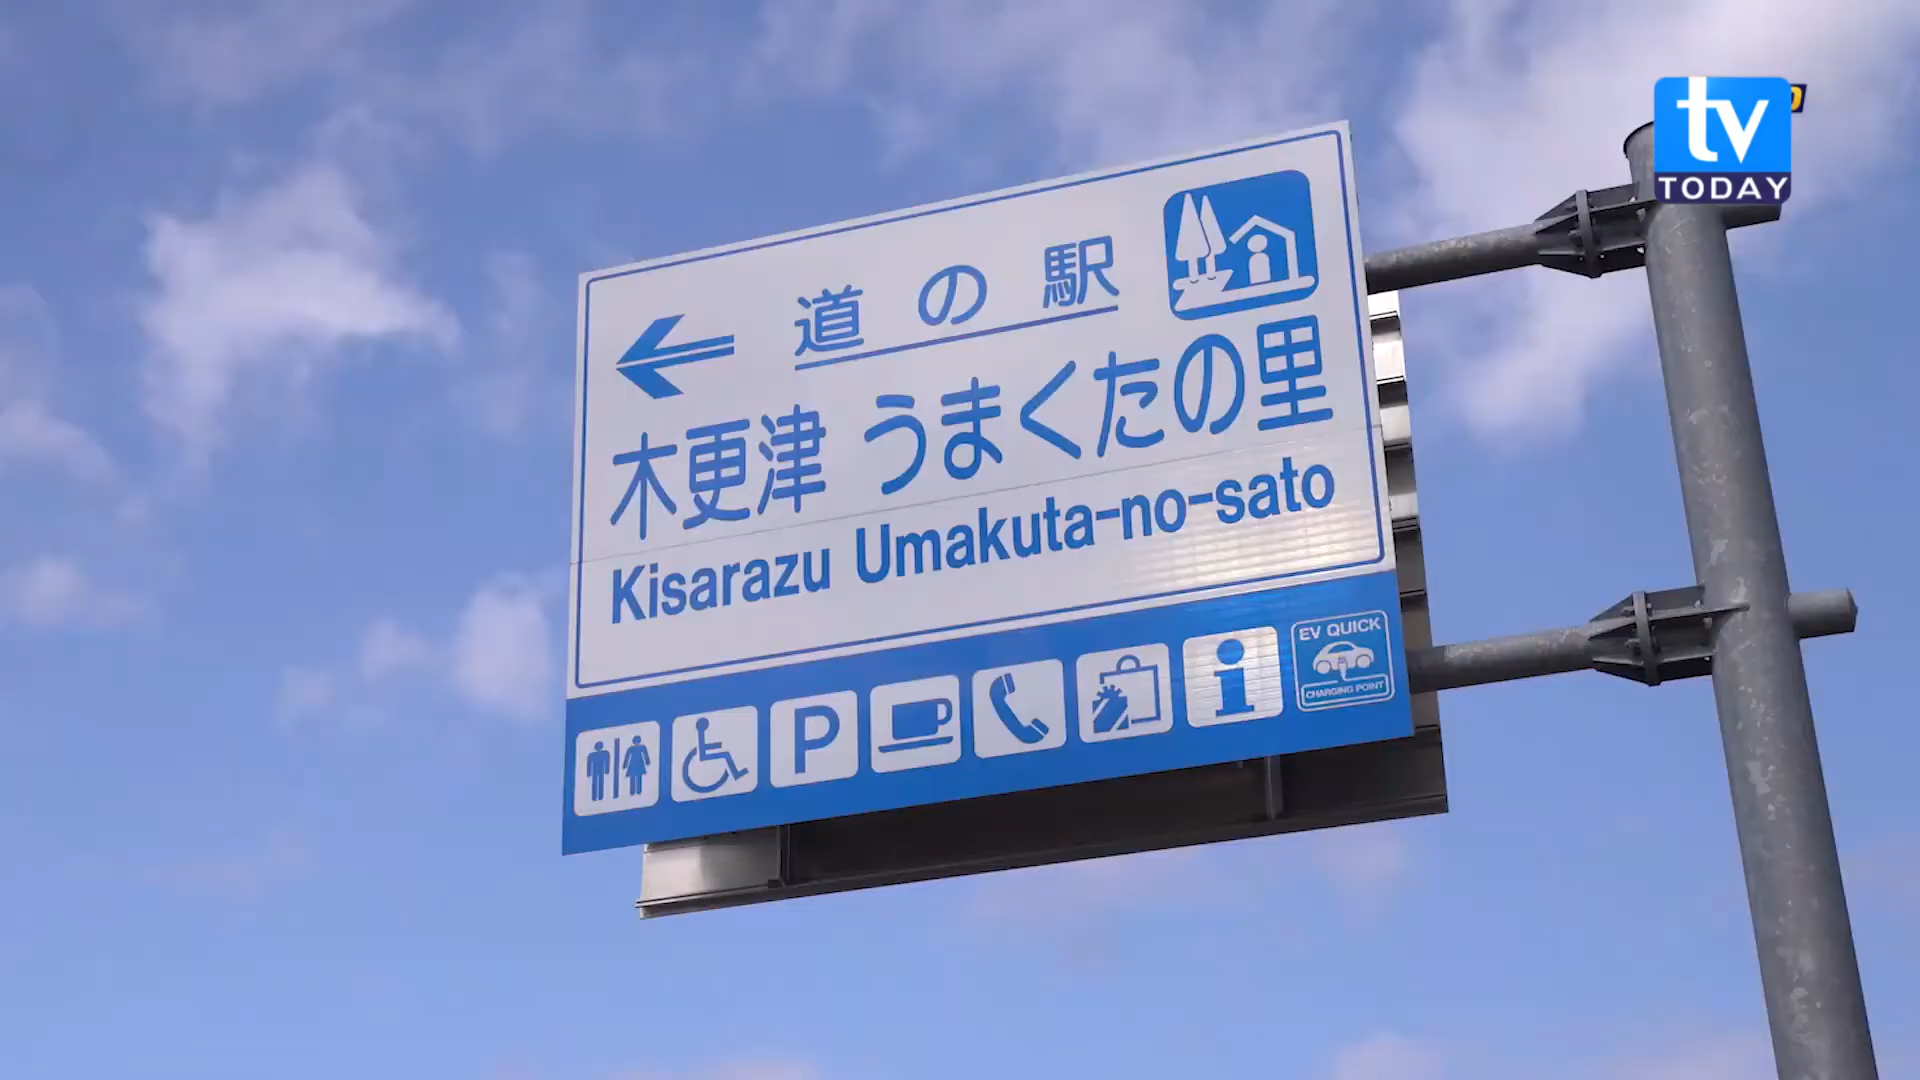 道の駅
木更津 うまくたの里
Kisarazu Umakuta-no-sato
P
i
EV QUICK
CHARGING POINT
tv
TODAY